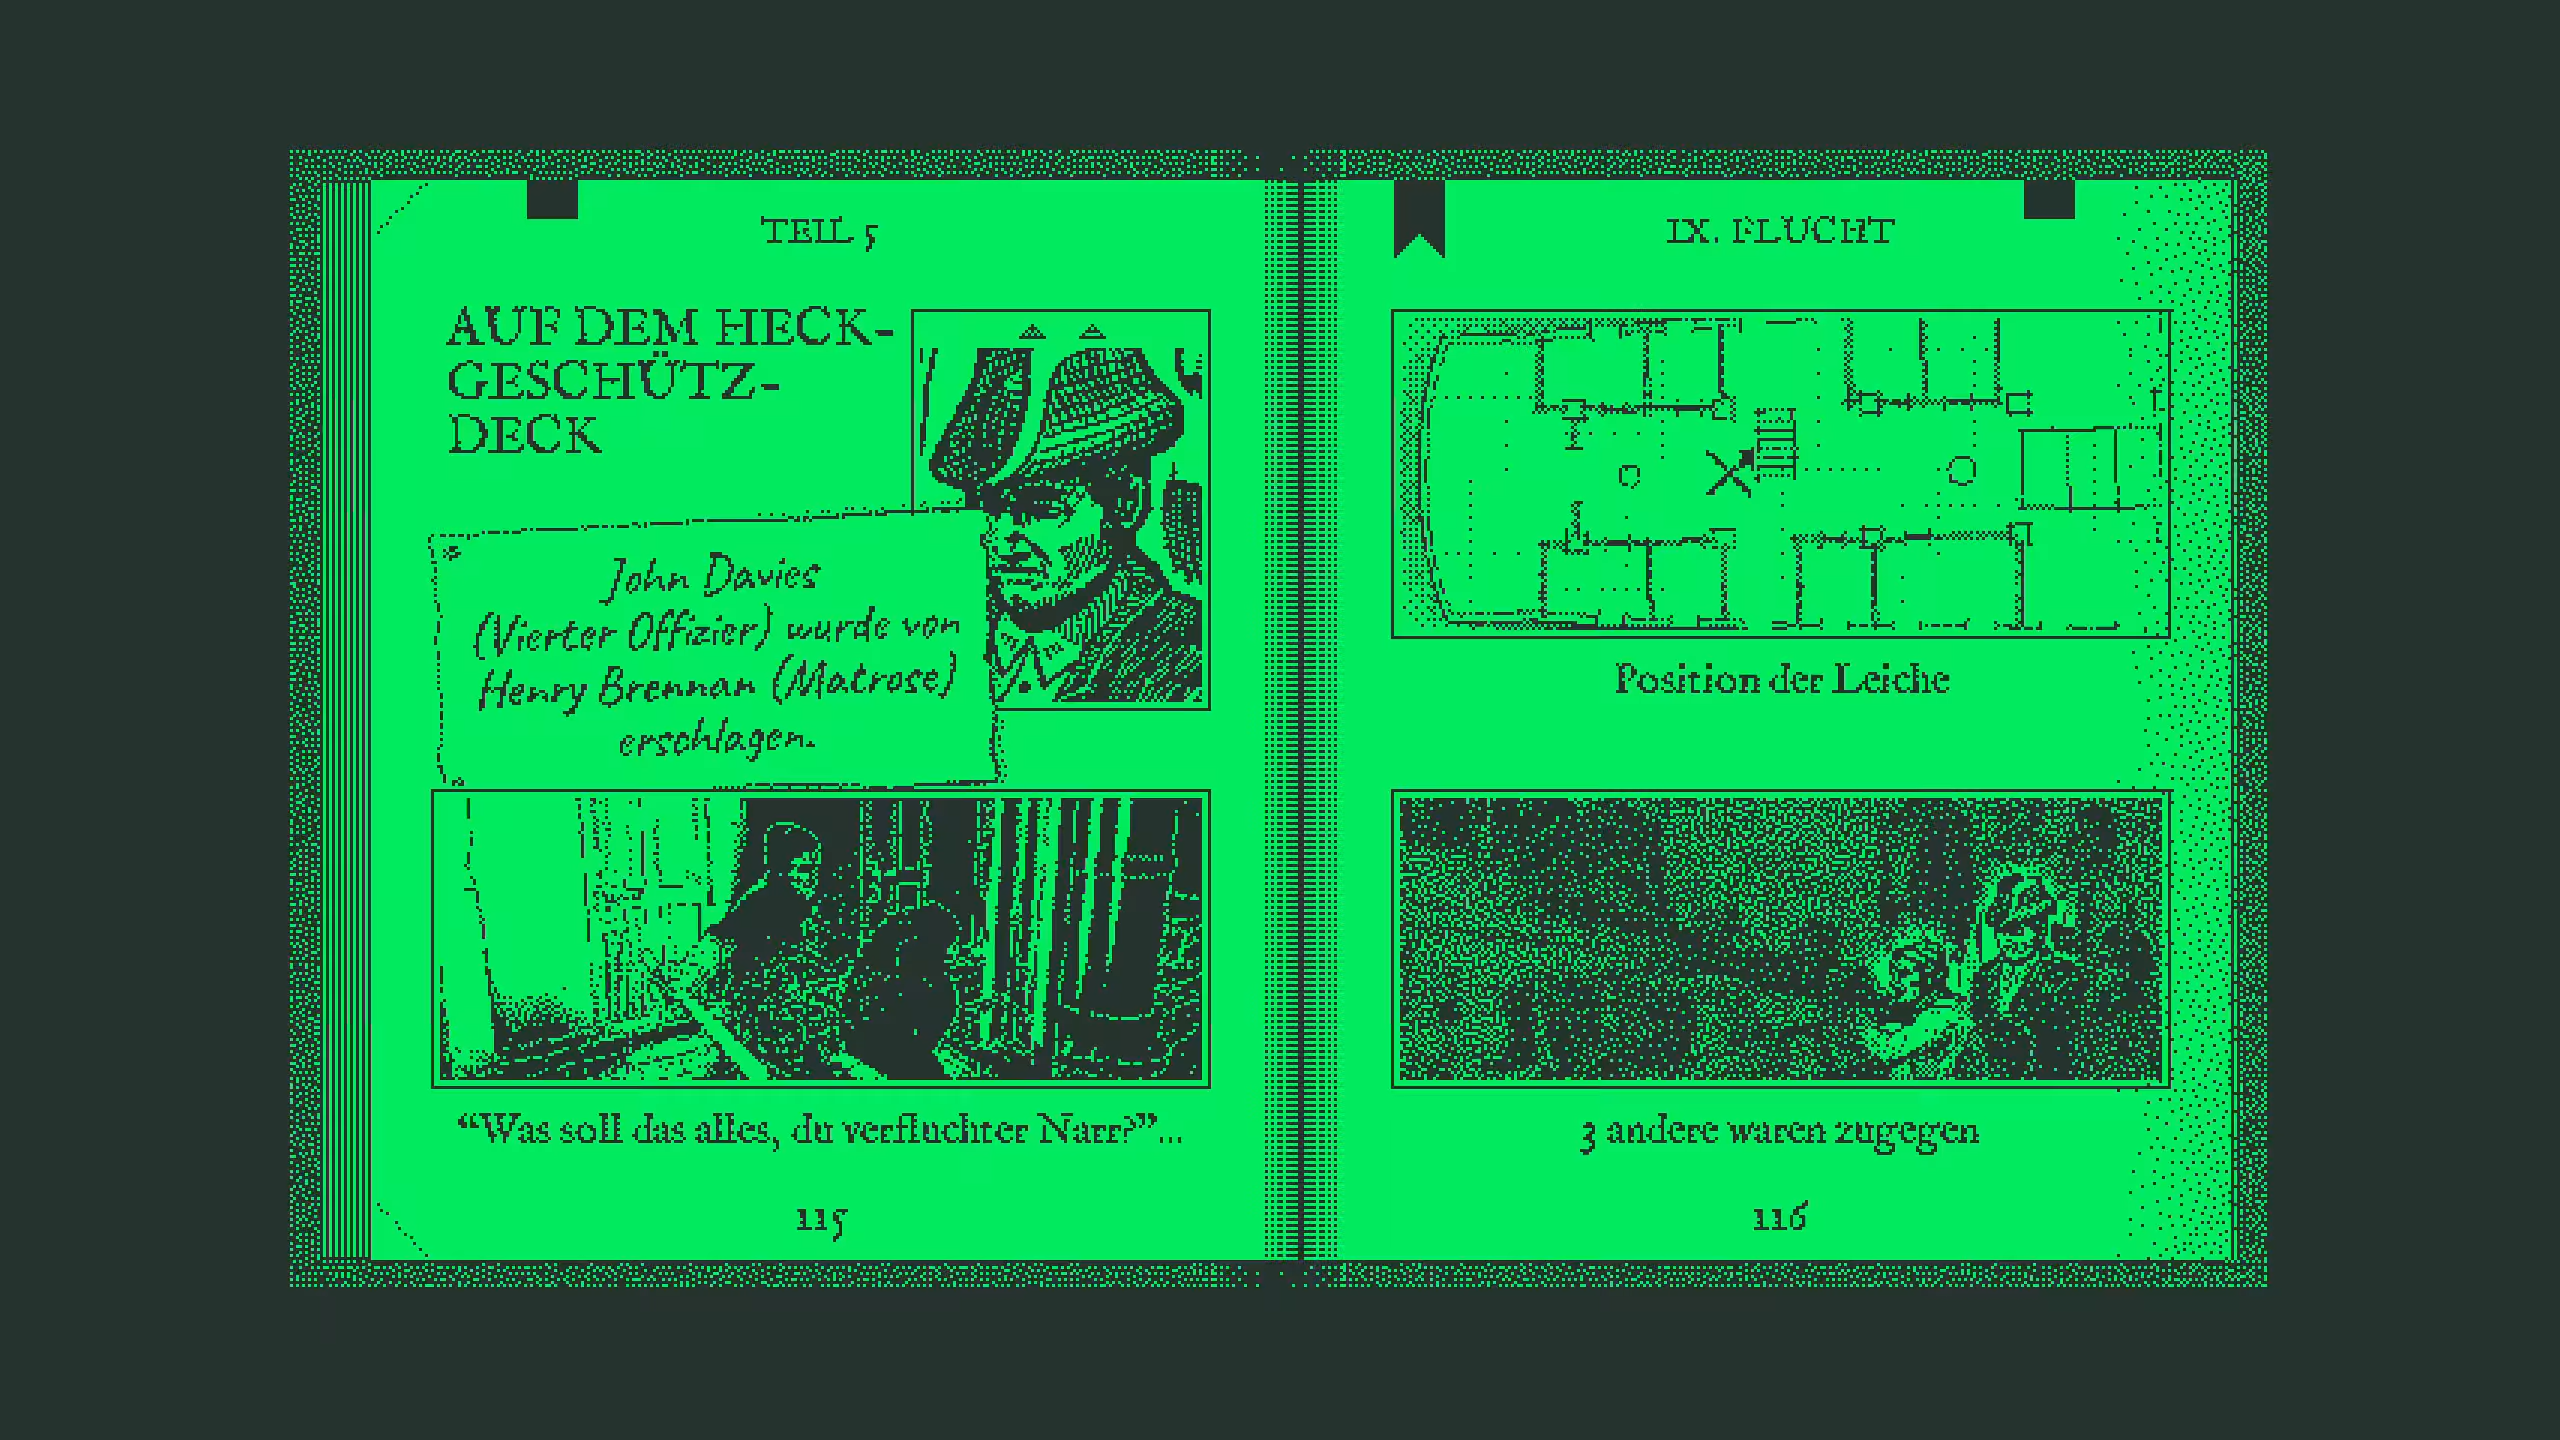 TEIL 5
AUF DEM HECK-
GESCHÜTZ-
DECK
John Davies
(Vierter Offizier) wurde von
Henry Brennan (Matrose)
erschlagen.
“Was soll das alles, du verfluchter Narr?”...
115
IX. FLUCHT
Position der Leiche
3 andere waren zugegen
116